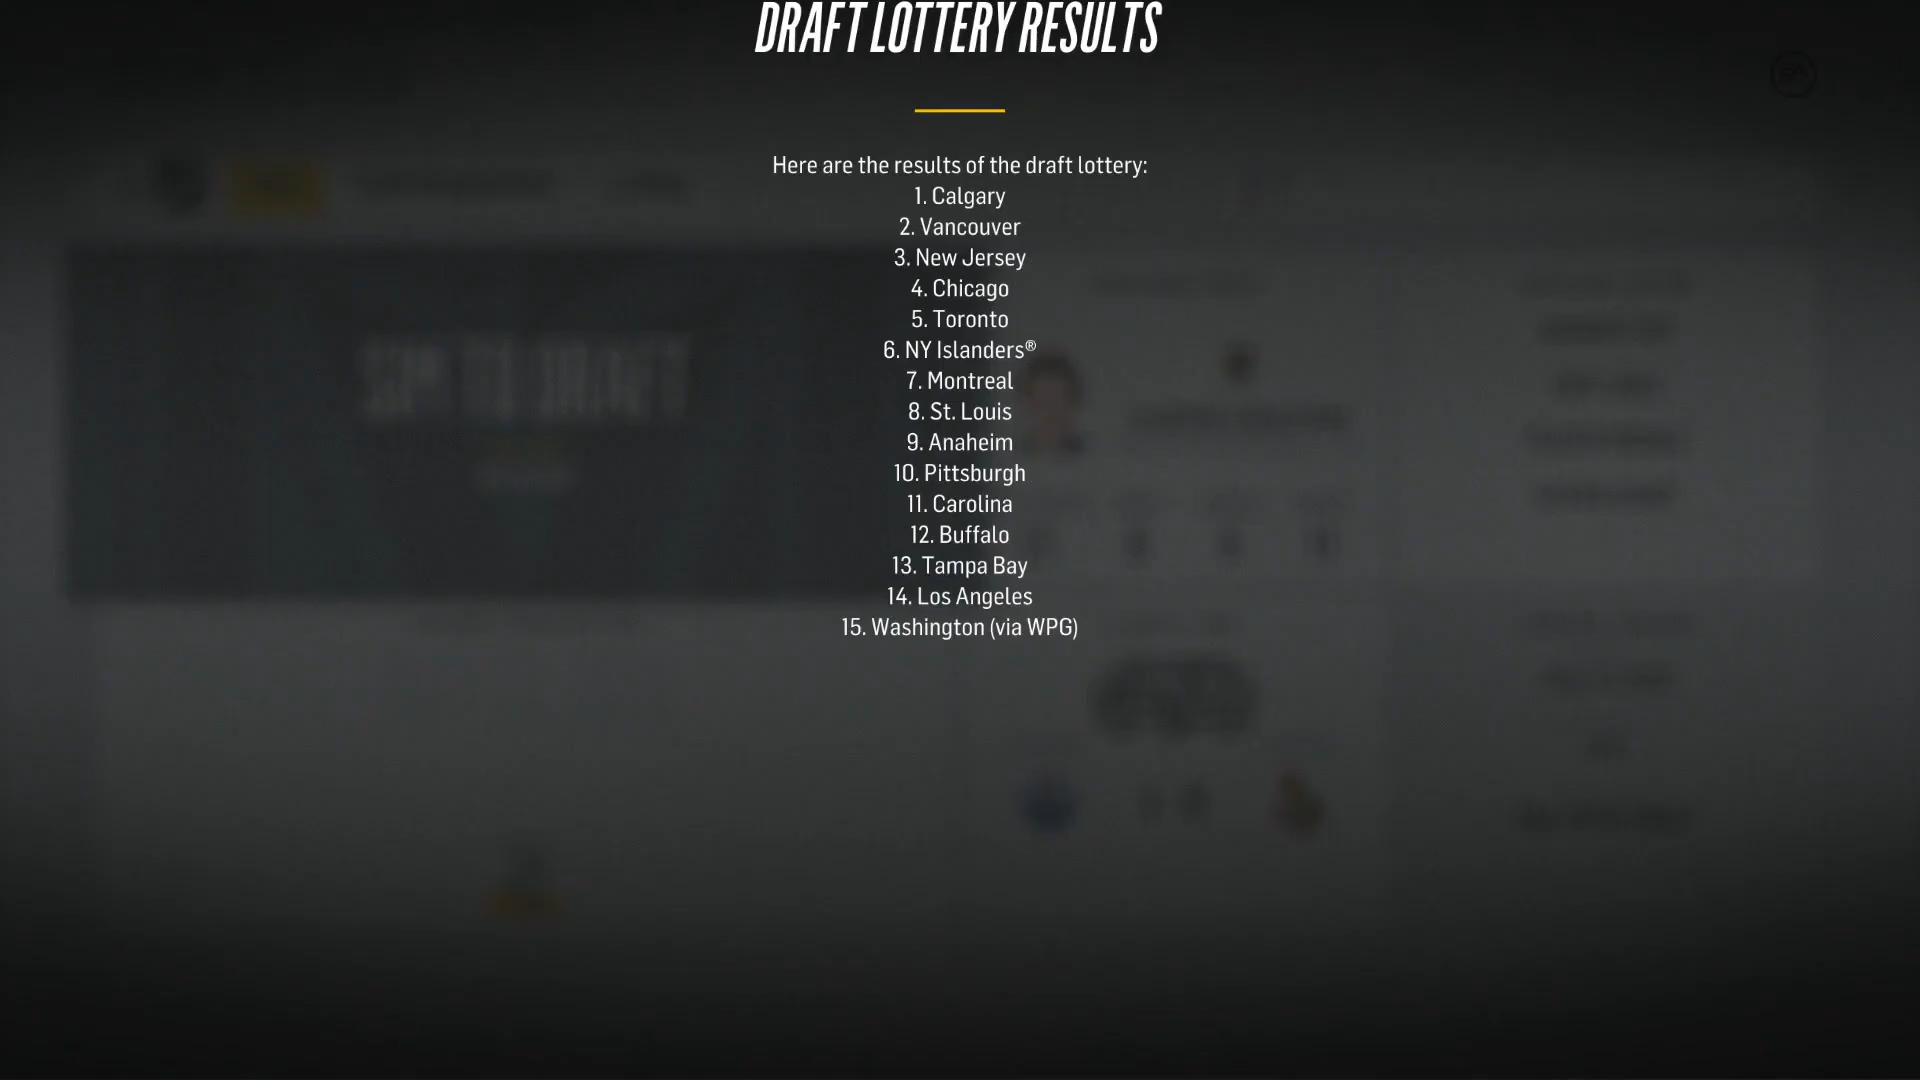 DRAFT LOTTERY RESULTS
Here are the results of the draft lottery:
1. Calgary
2. Vancouver
3. New Jersey
4. Chicago
5. Toronto
6. NY Islanders®
7. Montreal
8. St. Louis
9. Anaheim
10. Pittsburgh
11. Carolina
12. Buffalo
13. Tampa Bay
14. Los Angeles
15. Washington (via WPG)